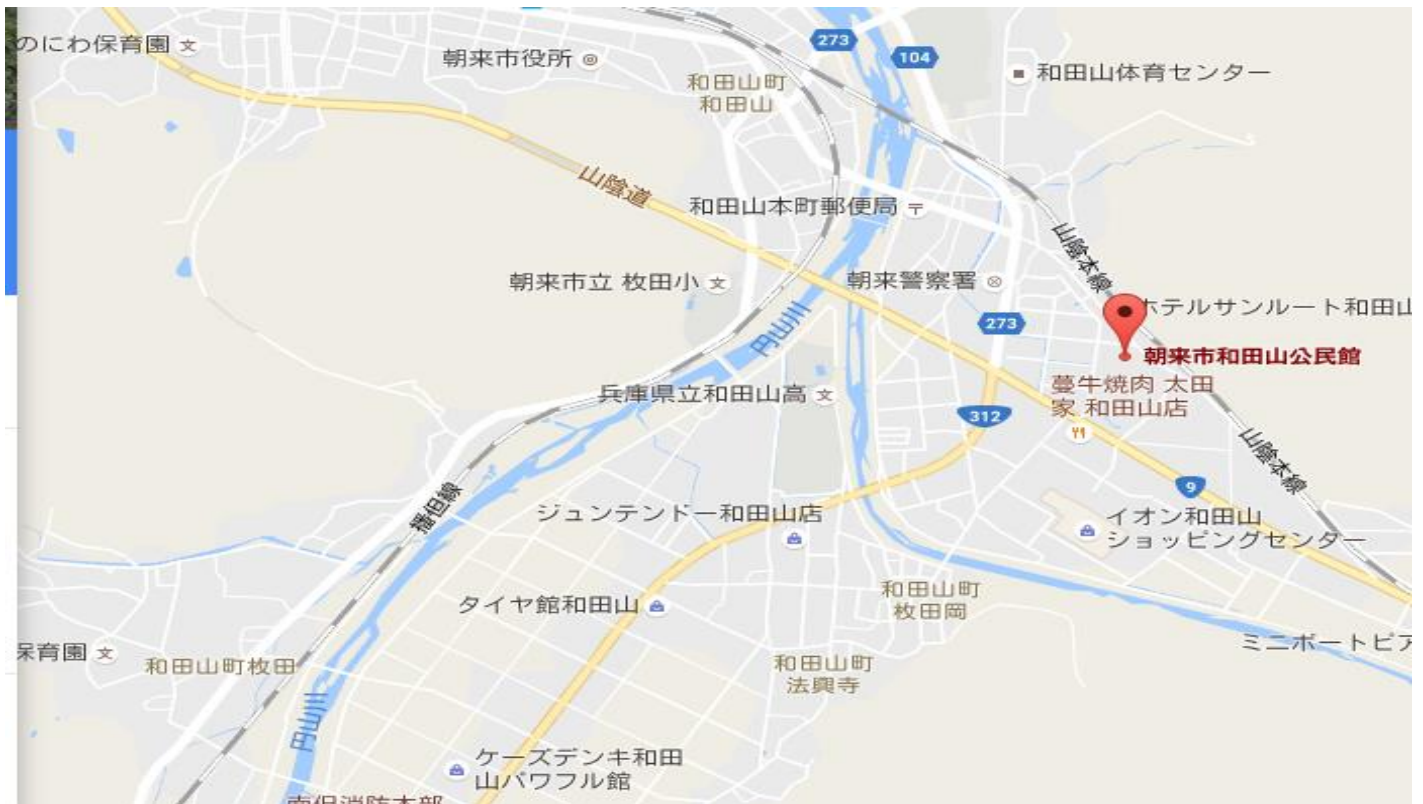 のにわ保育園
朝来市役所
273
104
和田山町
和田山
和田山体育センター
山陰道
和田山本町郵便局
山陰本線
朝来市立 枚田小
朝来警察署
円山川
273
ホテルサンルート和田山
朝来市和田山公民館
兵庫県立和田山高
蔓牛焼肉 太田
家 和田山店
312
山陰本線
9
播但線
ジュンテンドー和田山店
イオン和田山
ショッピングセンター
タイヤ館和田山
和田山町
枚田岡
ミニボートピア
保育園
和田山町枚田
和田山町
法興寺
円山川
ケーズデンキ和田
山パワフル館
南但消防本部